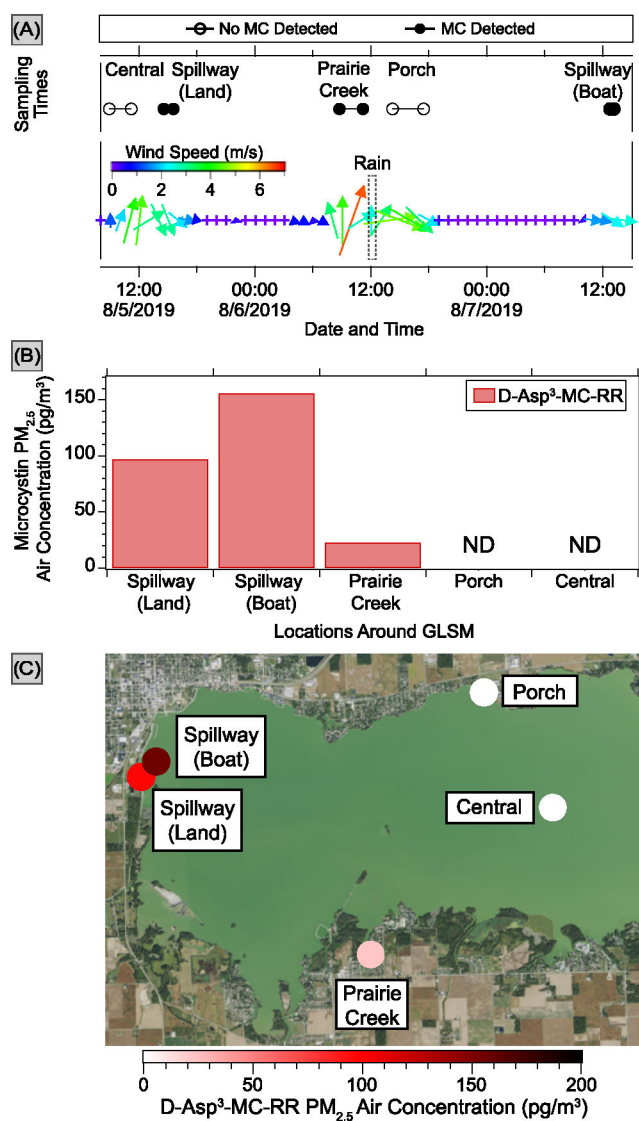 (A)
No MC Detected MC Detected
Sampling Times
Central Spillway (Land) Prairie Creek Porch Spillway (Boat)
Wind Speed (m/s)
0 2 4 6
Rain
12:00 00:00 12:00 00:00 12:00
8/5/2019 8/6/2019 8/7/2019
Date and Time
(B)
Microcystin PM2.5
Air Concentration (pg/m³)
150
100
50
0
D-Asp³-MC-RR
ND ND
Spillway (Land) Spillway (Boat) Prairie Creek Porch Central
Locations Around GLSM
(C)
Porch
Spillway
(Boat)
Central
Spillway
(Land)
Prairie
Creek
0 50 100 150 200
D-Asp³-MC-RR PM2.5 Air Concentration (pg/m³)